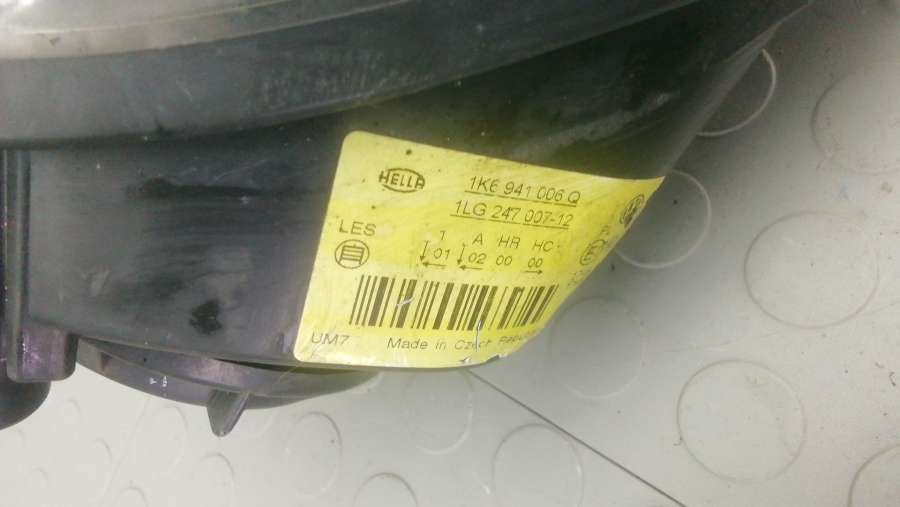 HELLA
1K6 941 006 Q
1LG 247 007-12
LES
A HR HC
01 02 00 00
自
UM7
Made in Czech